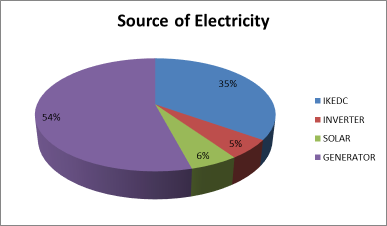 Source of Electricity
35%
5%
6%
54%
IKEDC
INVERTER
SOLAR
GENERATOR